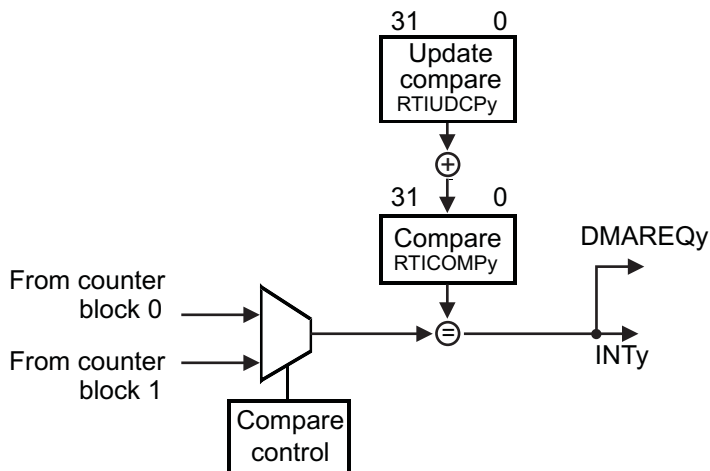 31 0
Update
compare
RTIUDCPy
+
31 0
Compare
RTICOMPy
DMAREQy
From counter
block 0
=
INTy
From counter
block 1
Compare
control